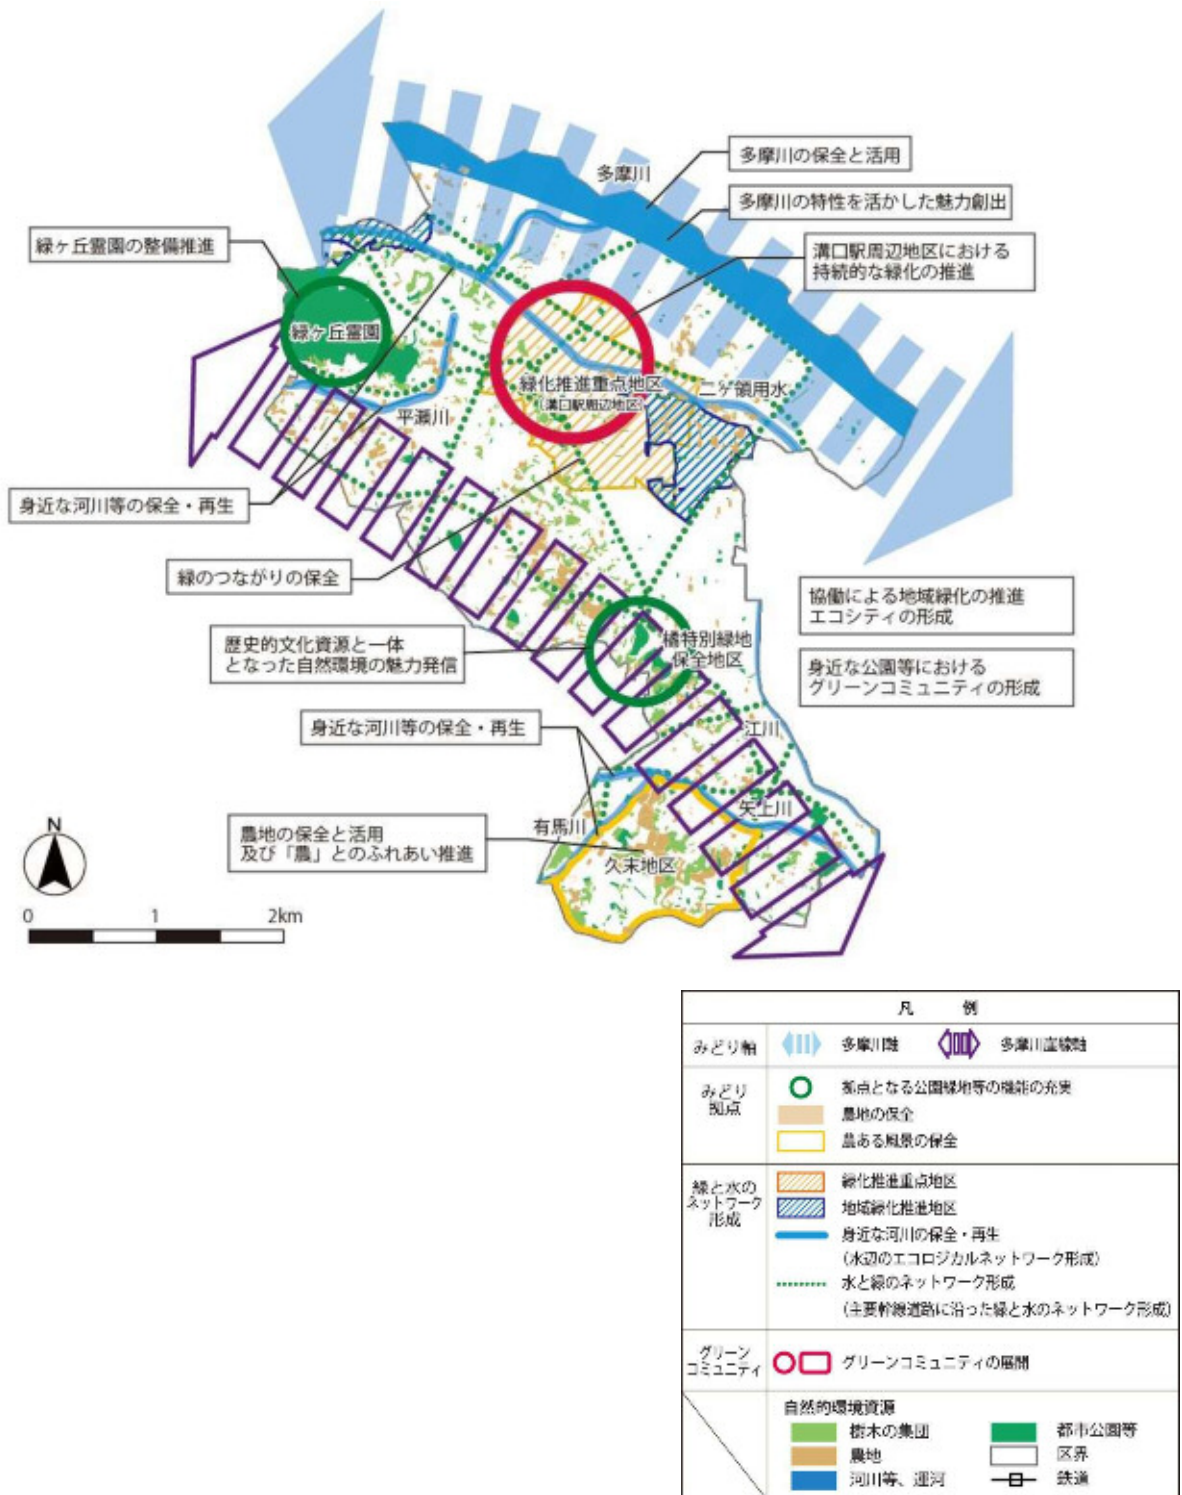 多摩川
多摩川の保全と活用
多摩川の特性を活かした魅力創出
溝口駅周辺地区における
持続的な緑化の推進
緑ヶ丘霊園の整備推進
緑ヶ丘霊園
緑化推進重点地区
(溝口駅周辺地区)
二ケ領用水
平瀬川
身近な河川等の保全・再生
緑のつながりの保全
協働による地域緑化の推進
エコシティの形成
歴史的文化資源と一体
となった自然環境の魅力発信
橘特別緑地
保全地区
身近な公園等における
グリーンコミュニティの形成
身近な河川等の保全・再生
江川
矢上川
有馬川
農地の保全と活用
及び「農」とのふれあい推進
久末地区
N
0 1 2km
凡 例
みどり軸
多摩川軸
多摩川崖線軸
みどり
拠点
拠点となる公園緑地等の機能の充実
農地の保全
農ある風景の保全
緑と水の
ネットワーク
形成
緑化推進重点地区
地域緑化推進地区
身近な河川の保全・再生
(水辺のエコロジカルネットワーク形成)
水と緑のネットワーク形成
(主要幹線道路に沿った緑と水のネットワーク形成)
グリーン
コミュニティ
グリーンコミュニティの展開
自然的環境資源
樹木の集団
都市公園等
農地
区界
河川等、運河
鉄道